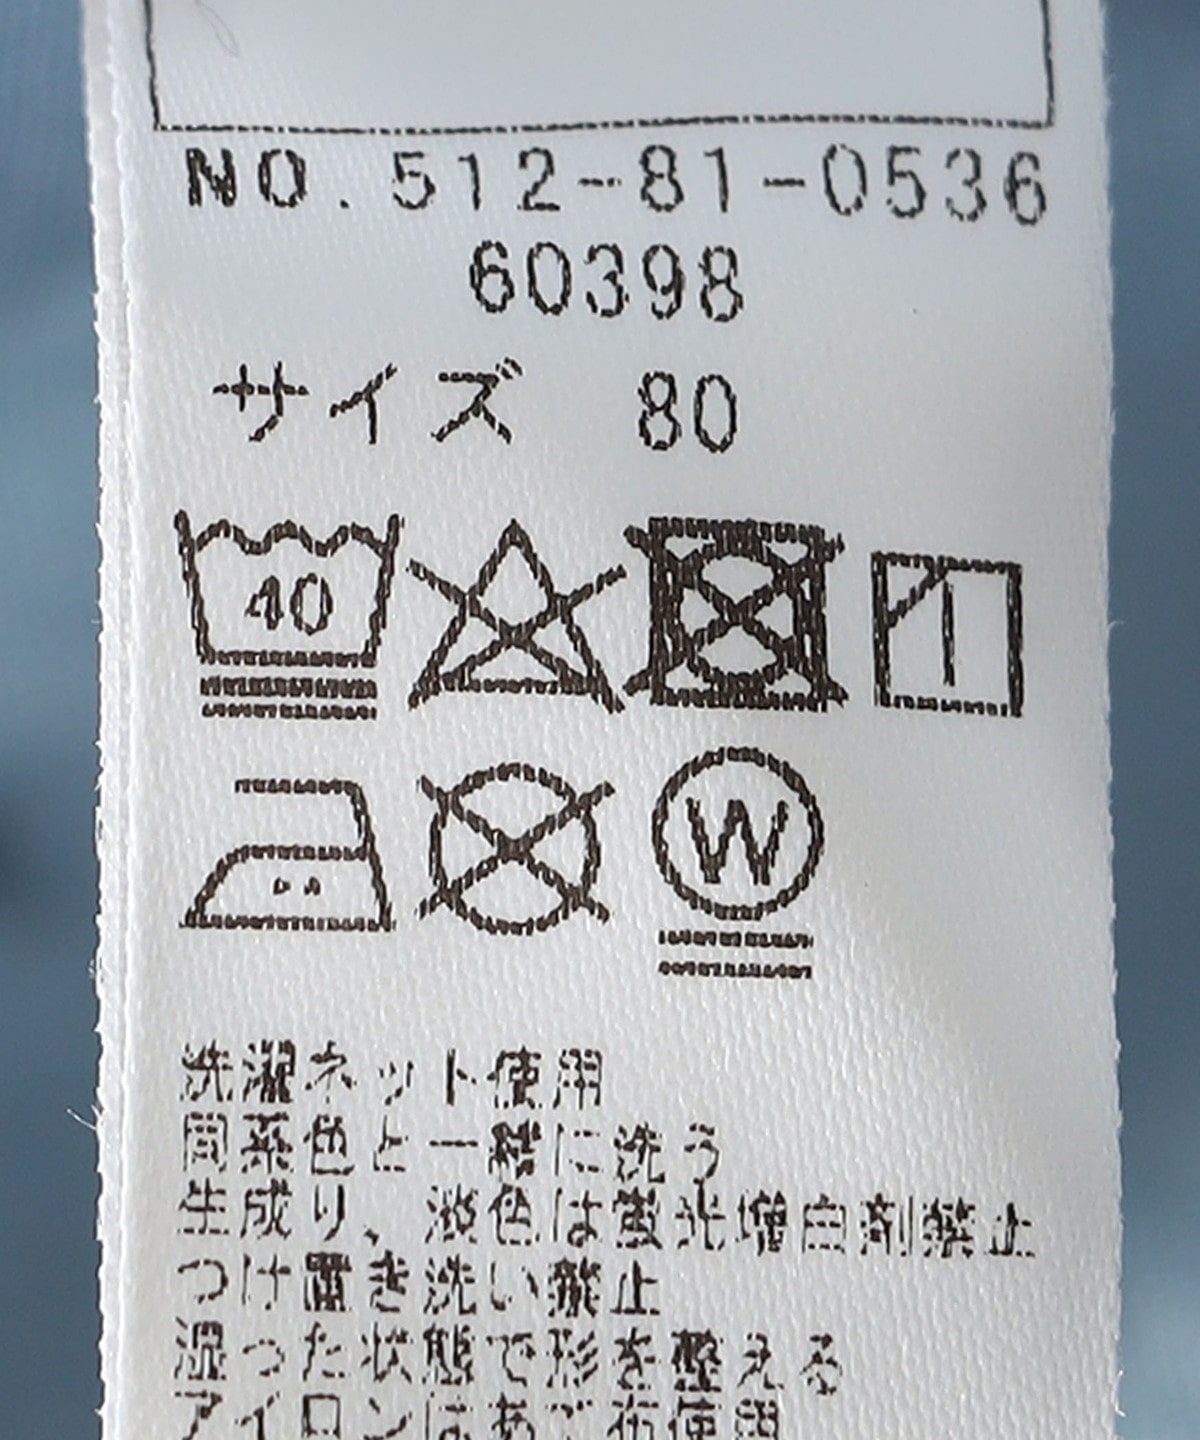 NO.512-81-0536
60398
サイズ 80
40
W
洗濯ネット使用
同系色と一緒に洗う
生成り、淡色は蛍光増白剤禁止
つけ置き洗い禁止
湿った状態で形を整える
アイロンはあて布使用